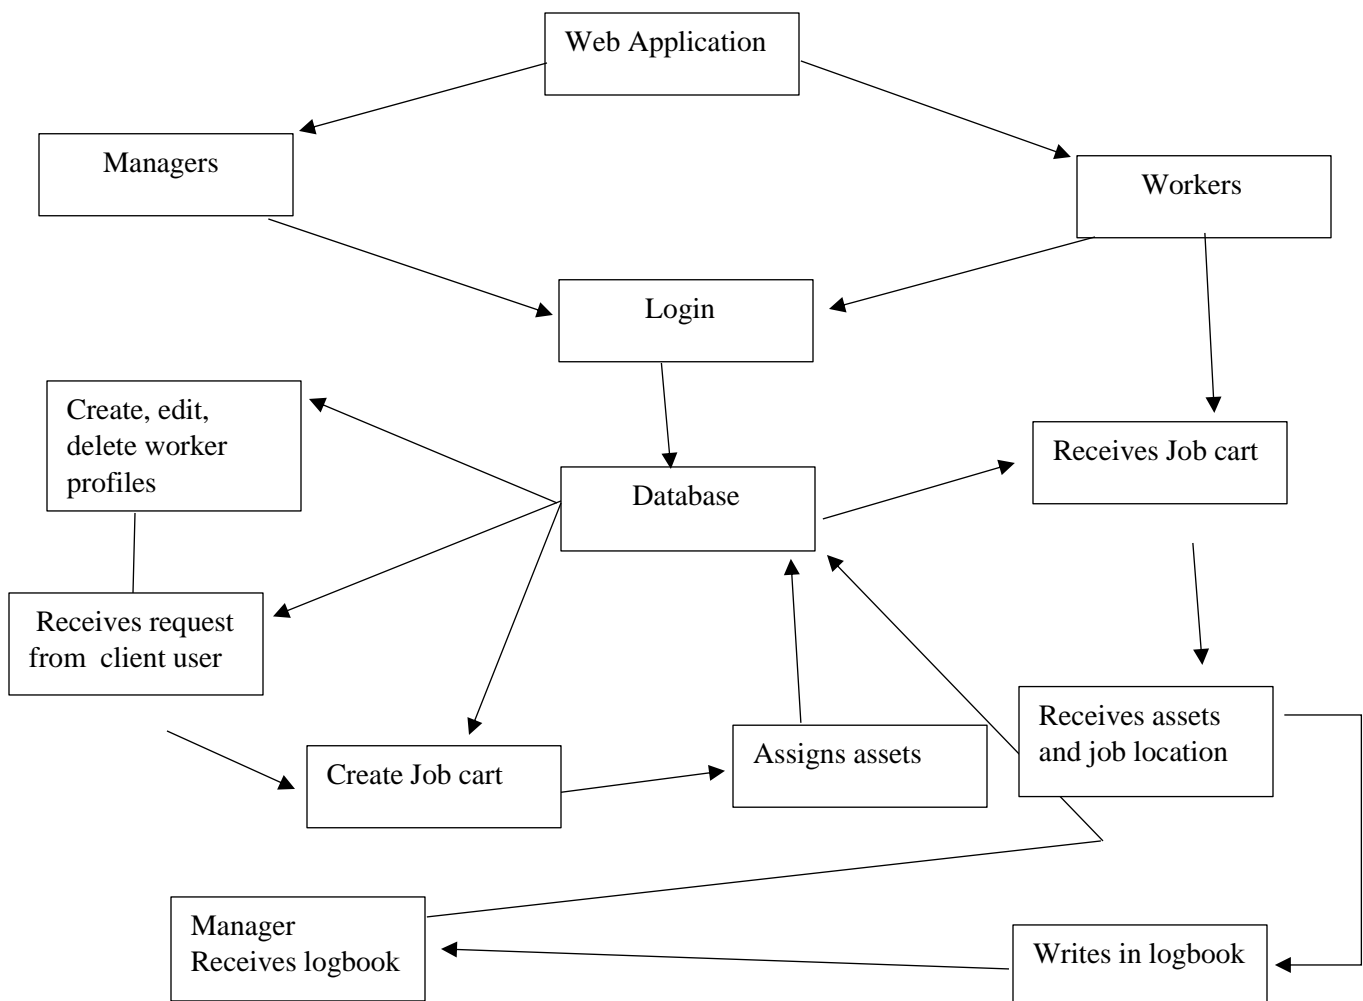 Web Application
Managers
Workers
Login
Create, edit,
delete worker
profiles
Receives Job cart
Database
Receives request
from client user
Receives assets
and job location
Create Job cart
Assigns assets
Manager
Receives logbook
Writes in logbook